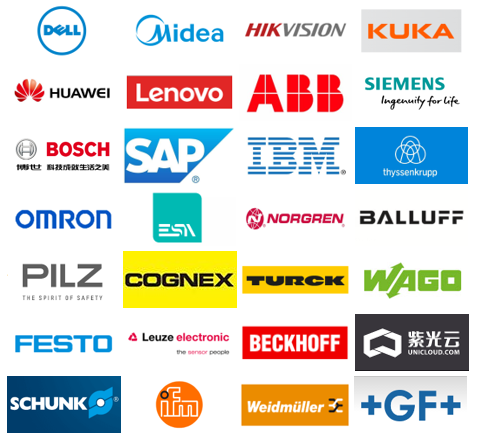 DELL
Midea
HIKVISION
KUKA
HUAWEI
Lenovo
ABB
SIEMENS
Ingenuity for life
BOSCH
博世 科技成就生活之美
SAP
®
IBM
®
thyssenkrupp
OMRON
ESA
NORGREN
BALLUFF
PILZ
THE SPIRIT OF SAFETY
COGNEX
TURCK
WAGO
FESTO
Leuze electronic
the sensor people
BECKHOFF
紫光云
UNICLOUD.COM
SCHUNK
®
ifm
Weidmüller
+GF+